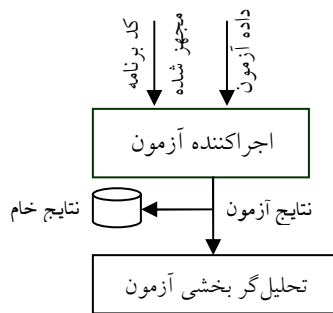 کد برنامه
مجهز شده
داده آزمون
اجراکننده آزمون
نتایج خام
نتایج آزمون
تحلیل‌گر بخشی آزمون